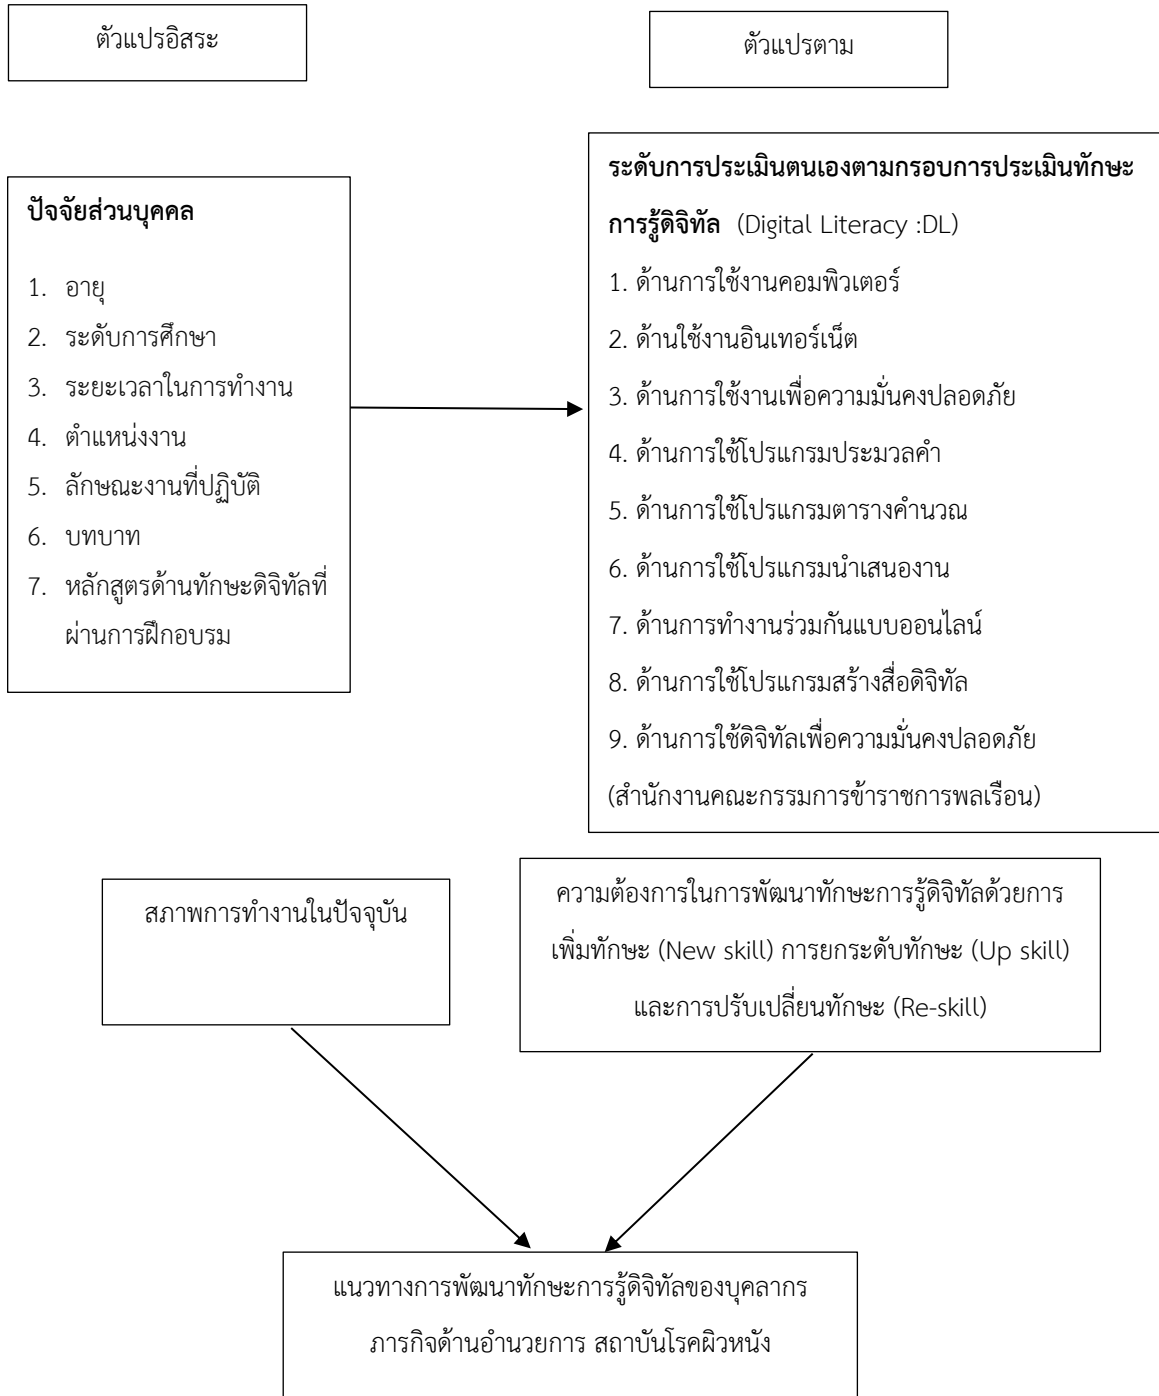 ตัวแปรอิสระ
ตัวแปรตาม
ปัจจัยส่วนบุคคล
1. อายุ
2. ระดับการศึกษา
3. ระยะเวลาในการทำงาน
4. ตำแหน่งงาน
5. ลักษณะงานที่ปฏิบัติ
6. บทบาท
7. หลักสูตรด้านทักษะดิจิทัลที่
ผ่านการฝึกอบรม
ระดับการประเมินตนเองตามกรอบการประเมินทักษะ
การรู้ดิจิทัล (Digital Literacy :DL)
1. ด้านการใช้งานคอมพิวเตอร์
2. ด้านใช้งานอินเทอร์เน็ต
3. ด้านการใช้งานเพื่อความมั่นคงปลอดภัย
4. ด้านการใช้โปรแกรมประมวลคำ
5. ด้านการใช้โปรแกรมตารางคำนวณ
6. ด้านการใช้โปรแกรมนำเสนองาน
7. ด้านการทำงานร่วมกันแบบออนไลน์
8. ด้านการใช้โปรแกรมสร้างสื่อดิจิทัล
9. ด้านการใช้ดิจิทัลเพื่อความมั่นคงปลอดภัย
(สำนักงานคณะกรรมการข้าราชการพลเรือน)
สภาพการทำงานในปัจจุบัน
ความต้องการในการพัฒนาทักษะการรู้ดิจิทัลด้วยการ
เพิ่มทักษะ (New skill) การยกระดับทักษะ (Up skill)
และการปรับเปลี่ยนทักษะ (Re-skill)
แนวทางการพัฒนาทักษะการรู้ดิจิทัลของบุคลากร
ภารกิจด้านอำนวยการ สถาบันโรคผิวหนัง